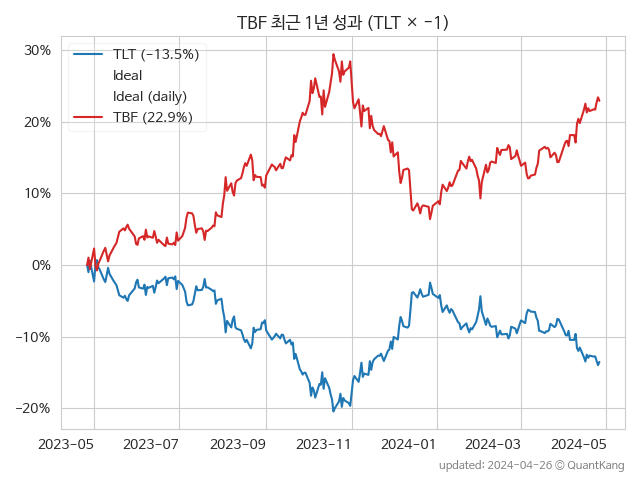 TBF 최근 1년 성과 (TLT × −1)
TLT (−13.5%)
Ideal
Ideal (daily)
TBF (22.9%)
30%
20%
10%
0%
−10%
−20%
2023-05
2023-07
2023-09
2023-11
2024-01
2024-03
2024-05
updated: 2024-04-26 © QuantKang